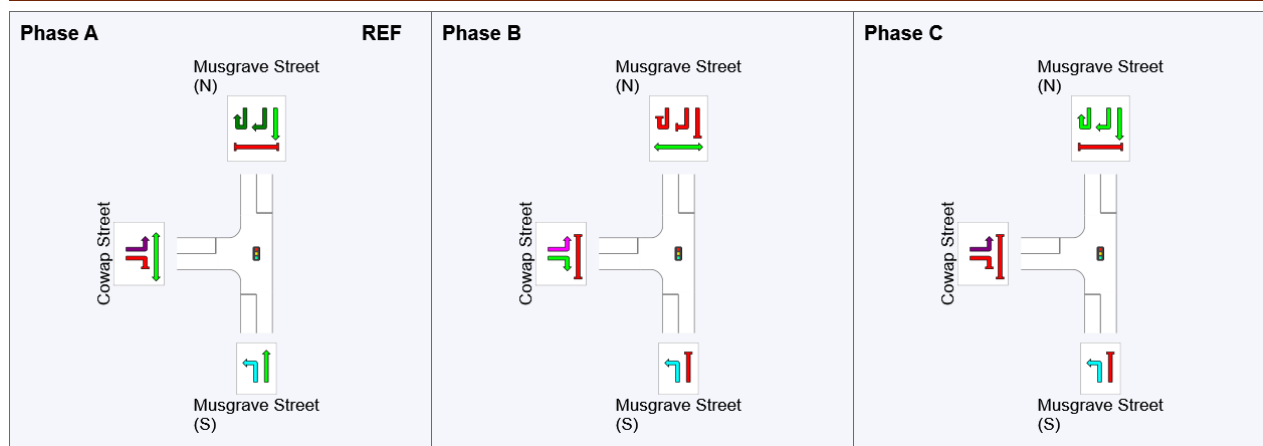 Phase A REF
Musgrave Street
(N)
Cowap Street
Musgrave Street
(S)
Phase B
Musgrave Street
(N)
Cowap Street
Musgrave Street
(S)
Phase C
Musgrave Street
(N)
Cowap Street
Musgrave Street
(S)